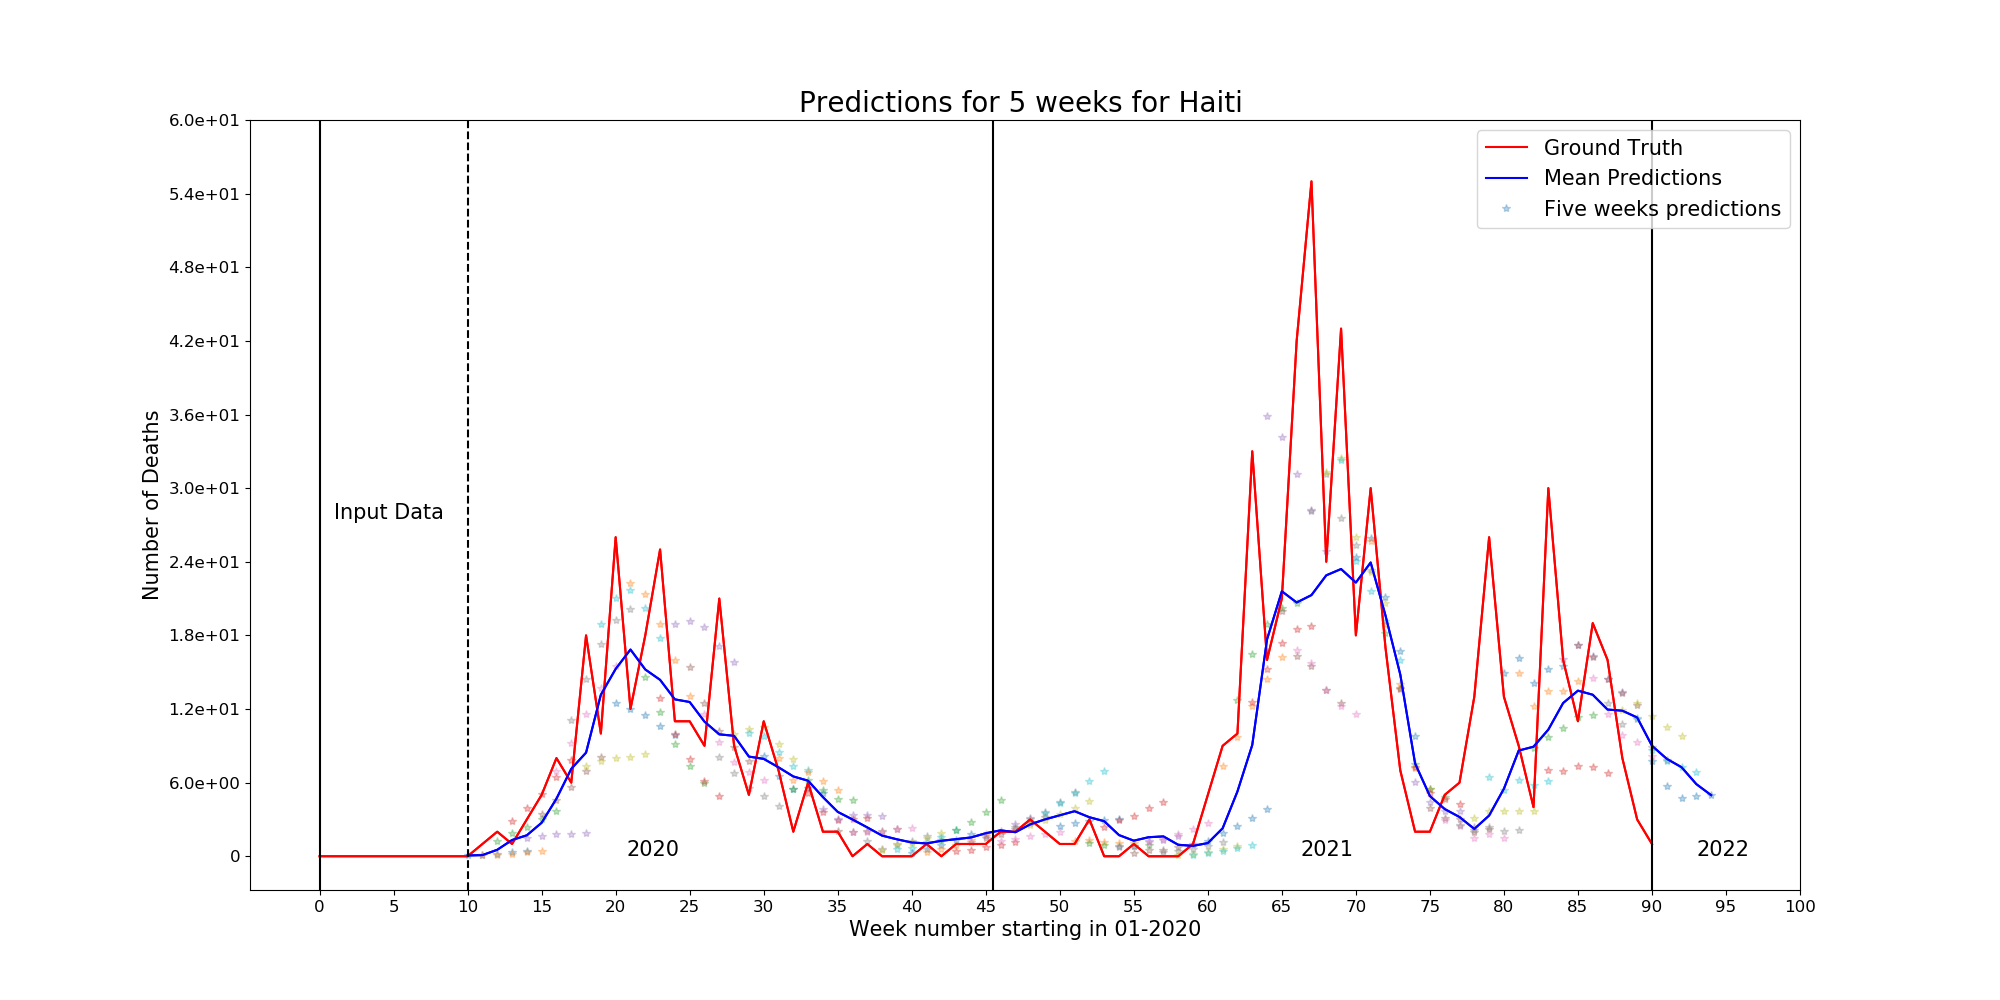 Predictions for 5 weeks for Haiti
6.0e+01
5.4e+01
4.8e+01
4.2e+01
3.6e+01
3.0e+01
2.4e+01
1.8e+01
1.2e+01
6.0e+00
0
Number of Deaths
Ground Truth
Mean Predictions
Five weeks predictions
Input Data
2020
2021
2022
0 5 10 15 20 25 30 35 40 45 50 55 60 65 70 75 80 85 90 95 100
Week number starting in 01-2020